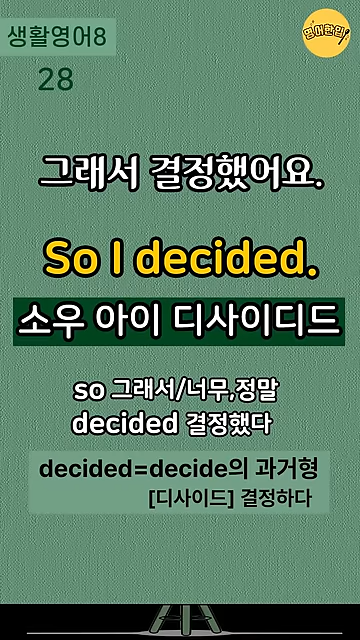 생활영어8
영어한입
28
그래서 결정했어요.
So I decided.
소우 아이 디사이디드
so 그래서/너무,정말
decided 결정했다
decided=decide의 과거형
[디사이드] 결정하다